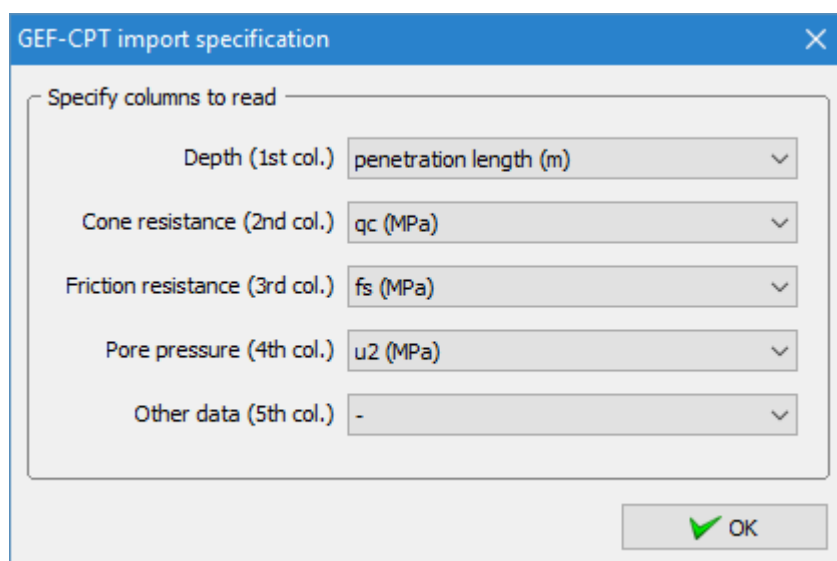 GEF-CPT import specification
Specify columns to read
Depth (1st col.) penetration length (m)
Cone resistance (2nd col.) qc (MPa)
Friction resistance (3rd col.) fs (MPa)
Pore pressure (4th col.) u2 (MPa)
Other data (5th col.) -
OK